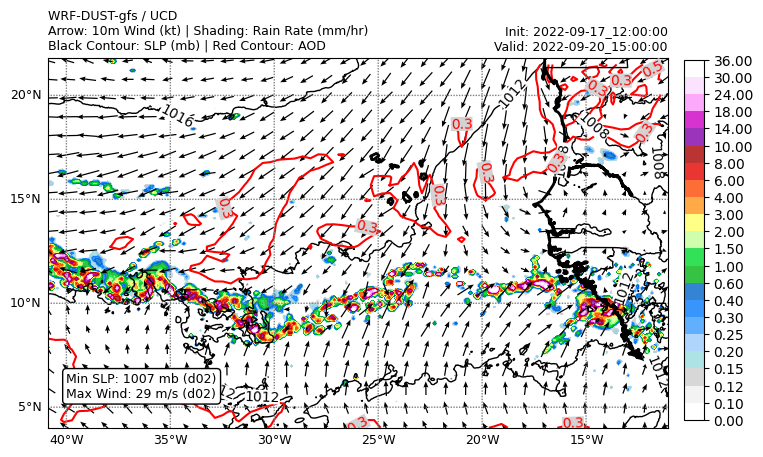 WRF-DUST-gfs / UCD
Arrow: 10m Wind (kt) | Shading: Rain Rate (mm/hr)
Black Contour: SLP (mb) | Red Contour: AOD
Init: 2022-09-17_12:00:00
Valid: 2022-09-20_15:00:00
36.00
30.00
24.00
18.00
14.00
10.00
8.00
6.00
4.00
3.00
2.00
1.50
1.00
0.60
0.40
0.30
0.25
0.20
0.15
0.12
0.10
0.00
20°N
15°N
10°N
5°N
1016
1012
0.3
0.3
0.3
0.5
1008
0.3
0.3
0.3
1008
0.3
0.3
0.3
1012
1012
0.3
0.3
Min SLP: 1007 mb (d02)
Max Wind: 29 m/s (d02)
40°W
35°W
30°W
25°W
20°W
15°W